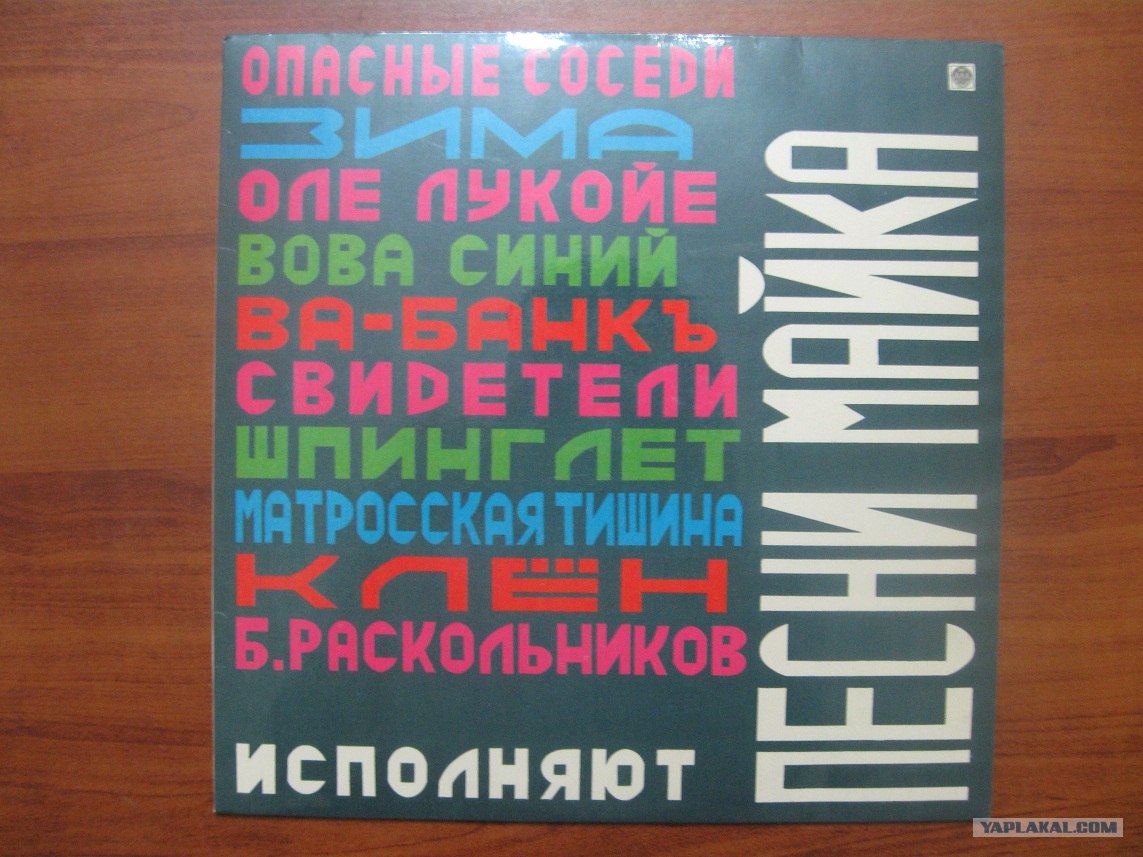 ОПАСНЫЕ СОСЕДИ
ЗИМА
ОЛЕ ЛУКОЙЕ
ВОВА СИНИЙ
ВА-БАНКЪ
СВИДЕТЕЛИ
ШПИНГЛЕТ
МАТРОССКАЯ ТИШИНА
КЛЁН
Б.РАСКОЛЬНИКОВ
ИСПОЛНЯЮТ
ПЕСНИ МАЙКА
YAPLAKAL.COM